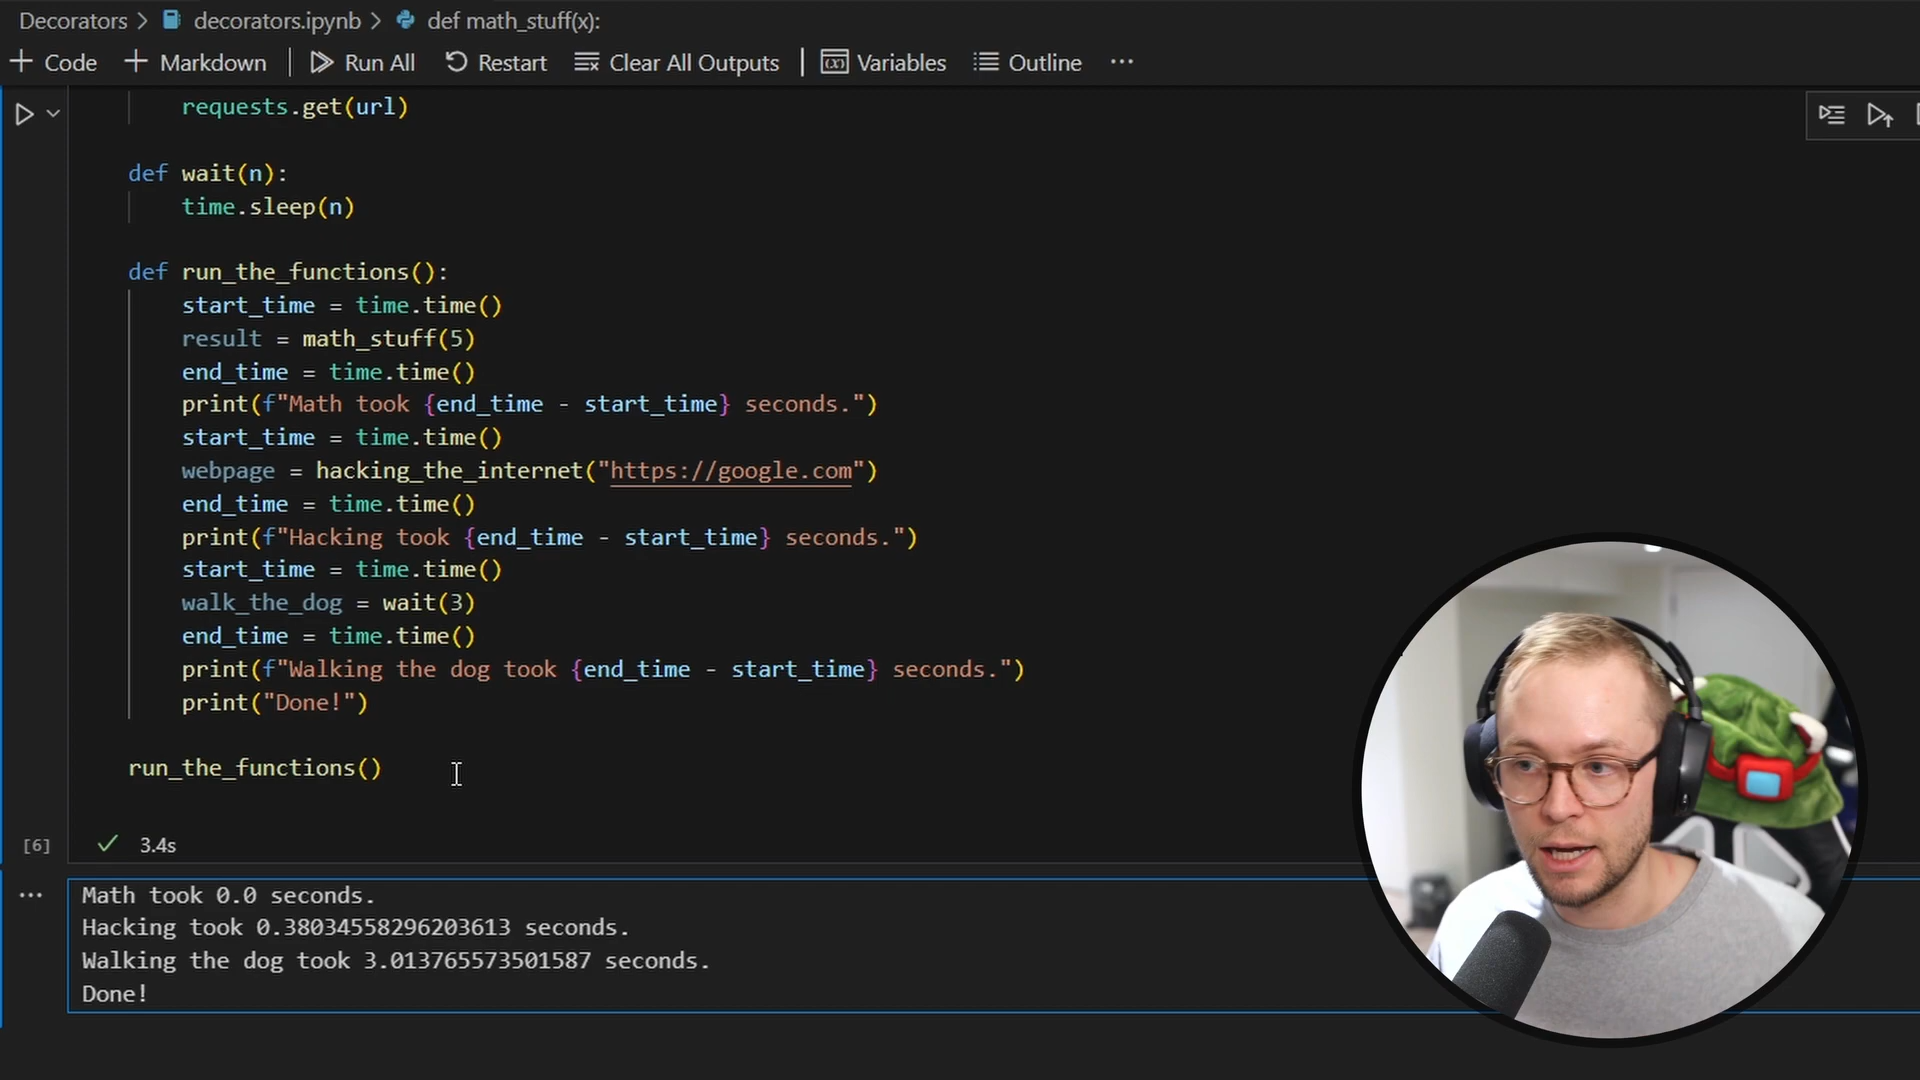 Decorators > decorators.ipynb > def math_stuff(x):
+ Code + Markdown | Run All Restart Clear All Outputs | Variables Outline ...
requests.get(url)
def wait(n):
time.sleep(n)
def run_the_functions():
start_time = time.time()
result = math_stuff(5)
end_time = time.time()
print(f"Math took {end_time - start_time} seconds.")
start_time = time.time()
webpage = hacking_the_internet("https://google.com")
end_time = time.time()
print(f"Hacking took {end_time - start_time} seconds.")
start_time = time.time()
walk_the_dog = wait(3)
end_time = time.time()
print(f"Walking the dog took {end_time - start_time} seconds.")
print("Done!")
run_the_functions()
[6] 3.4s
Math took 0.0 seconds.
Hacking took 0.38034558296203613 seconds.
Walking the dog took 3.013765573501587 seconds.
Done!